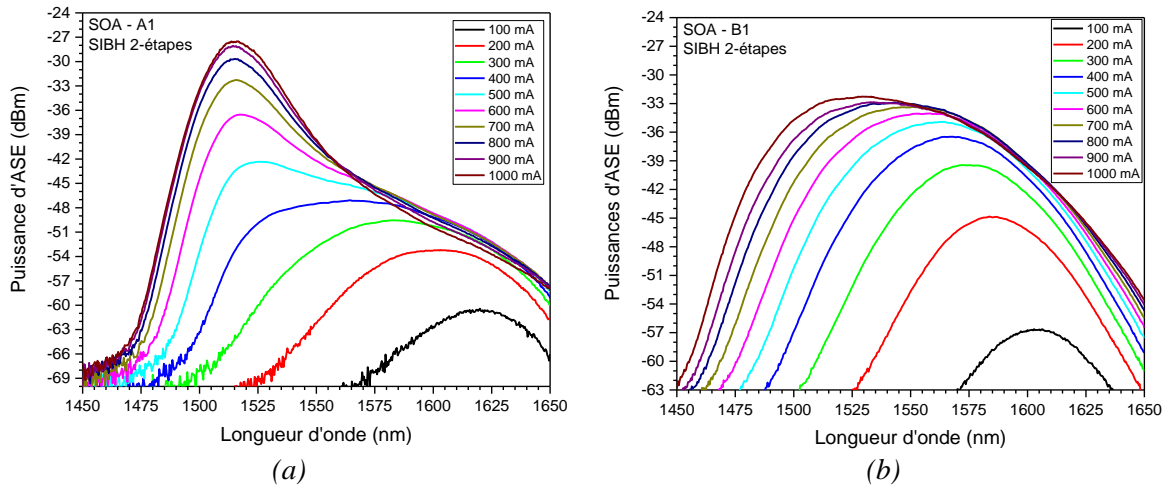 SOA - A1
SIBH 2-étapes
100 mA
200 mA
300 mA
400 mA
500 mA
600 mA
700 mA
800 mA
900 mA
1000 mA
-24
-27
-30
-33
-36
-39
-42
-45
-48
-51
-54
-57
-60
-63
-66
-69
Puissance d'ASE (dBm)
1450 1475 1500 1525 1550 1575 1600 1625 1650
Longueur d'onde (nm)
(a)
SOA - B1
SIBH 2-étapes
100 mA
200 mA
300 mA
400 mA
500 mA
600 mA
700 mA
800 mA
900 mA
1000 mA
-24
-27
-30
-33
-36
-39
-42
-45
-48
-51
-54
-57
-60
-63
Puissances d'ASE (dBm)
1450 1475 1500 1525 1550 1575 1600 1625 1650
Longueur d'onde (nm)
(b)